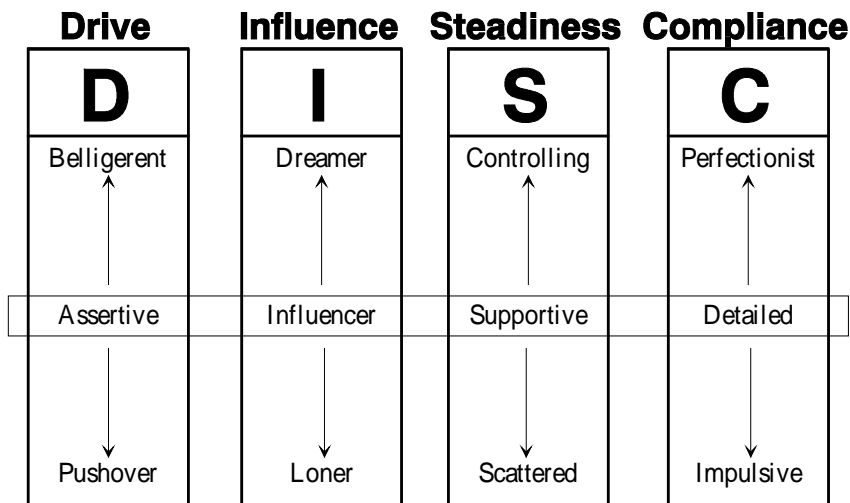 Drive Influence Steadiness Compliance
D I S C
Belligerent Dreamer Controlling Perfectionist
Assertive Influencer Supportive Detailed
Pushover Loner Scattered Impulsive